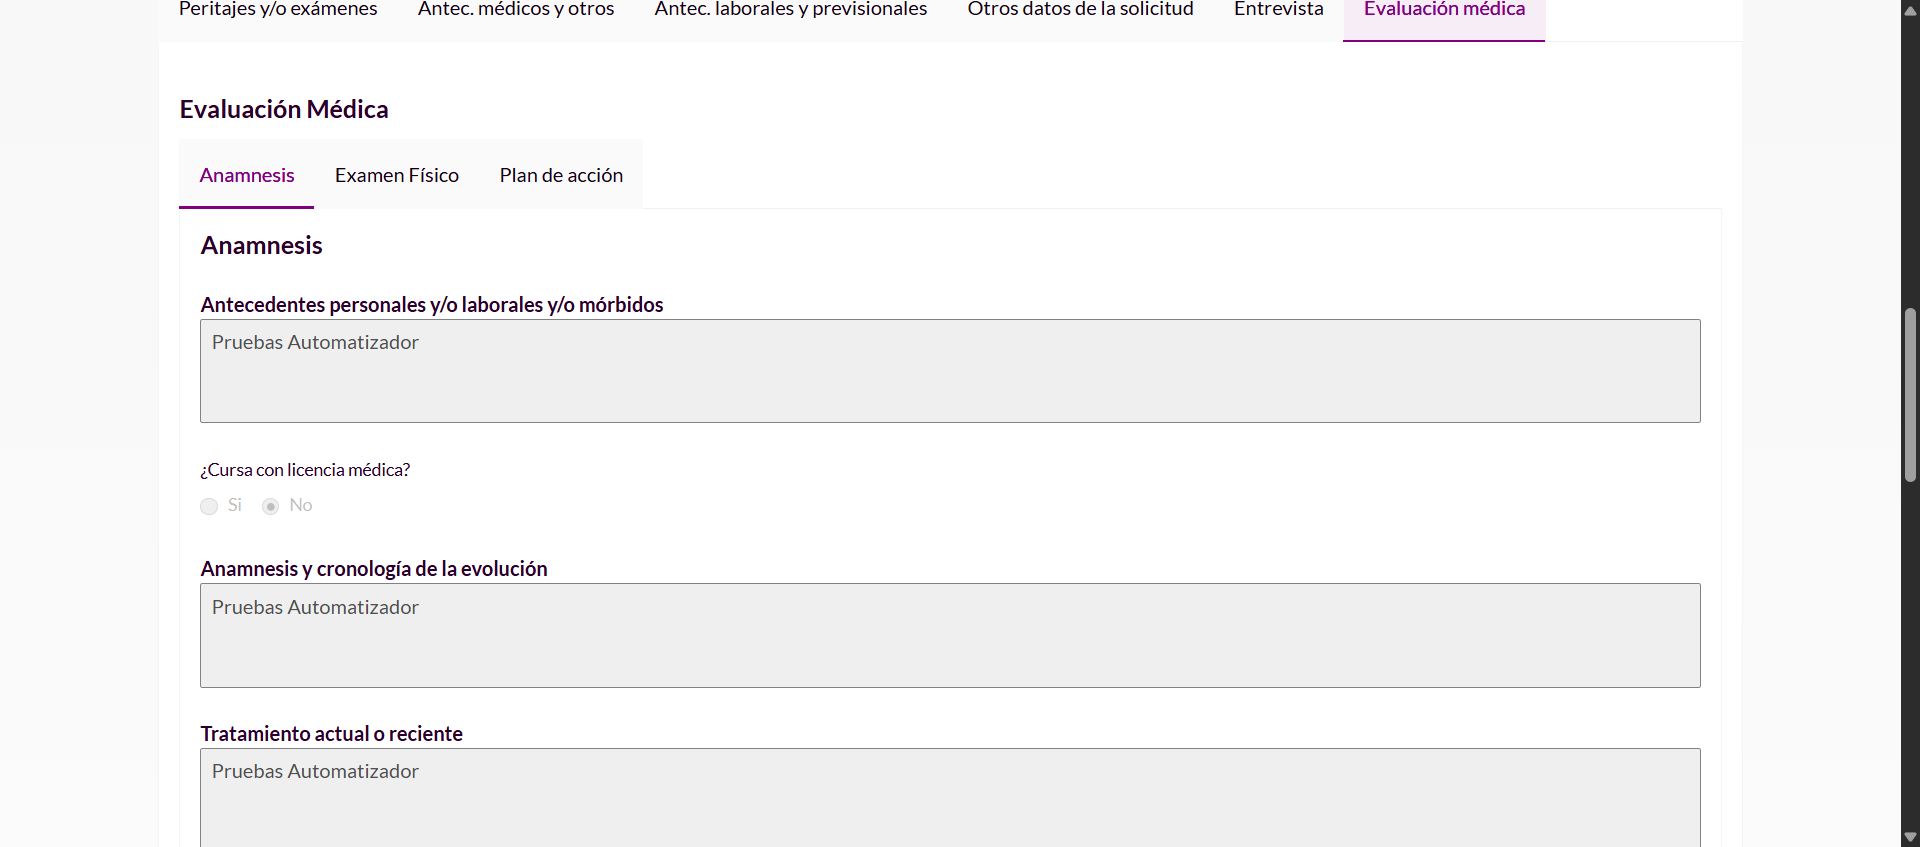 Peritajes y/o exámenes Antec. médicos y otros Antec. laborales y previsionales Otros datos de la solicitud Entrevista Evaluación médica
Evaluación Médica
Anamnesis Examen Físico Plan de acción
Anamnesis
Antecedentes personales y/o laborales y/o mórbidos
Pruebas Automatizador
¿Cursa con licencia médica?
Si No
Anamnesis y cronología de la evolución
Pruebas Automatizador
Tratamiento actual o reciente
Pruebas Automatizador